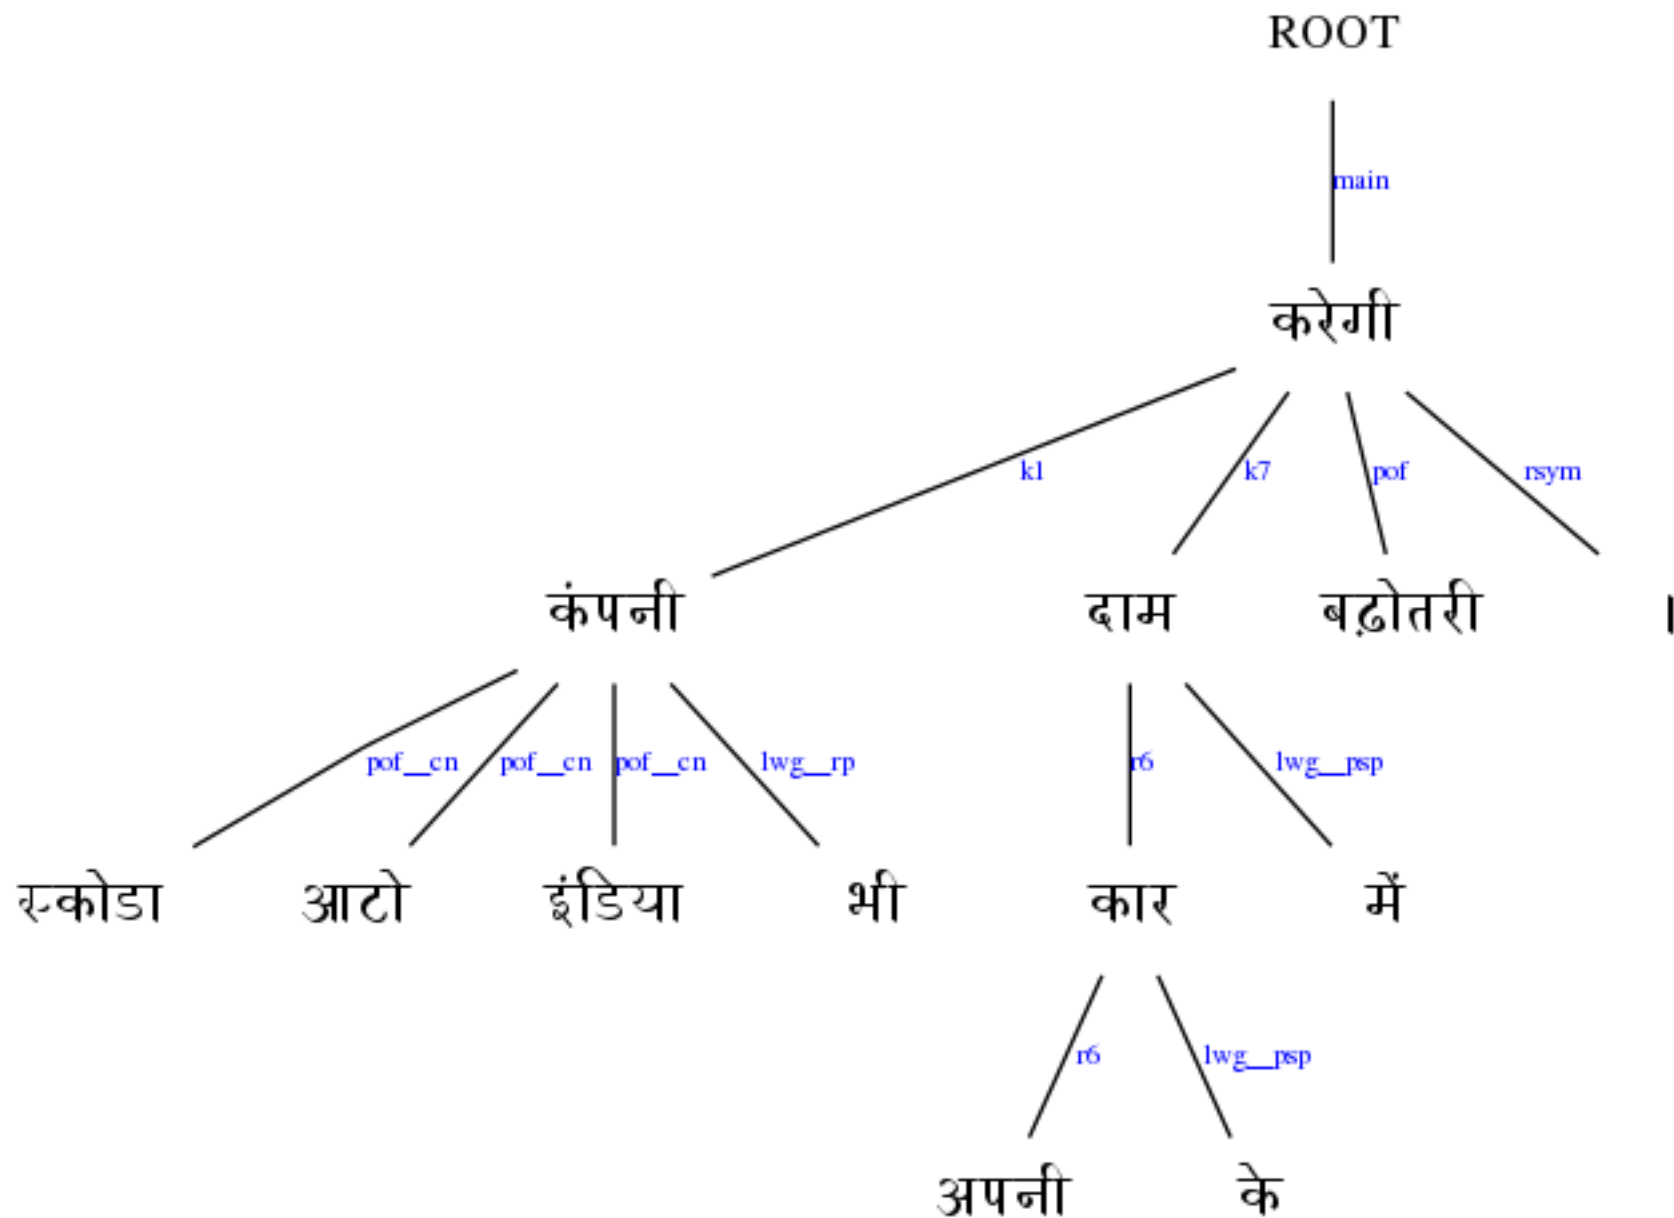 ROOT
main
करेगी
k1 k7 pof rsym
कंपनी दाम बढ़ोतरी ।
pof__cn pof__cn pof__cn lwg__rp r6 lwg__psp
स्कोडा आटो इंडिया भी कार में
r6 lwg__psp
अपनी के